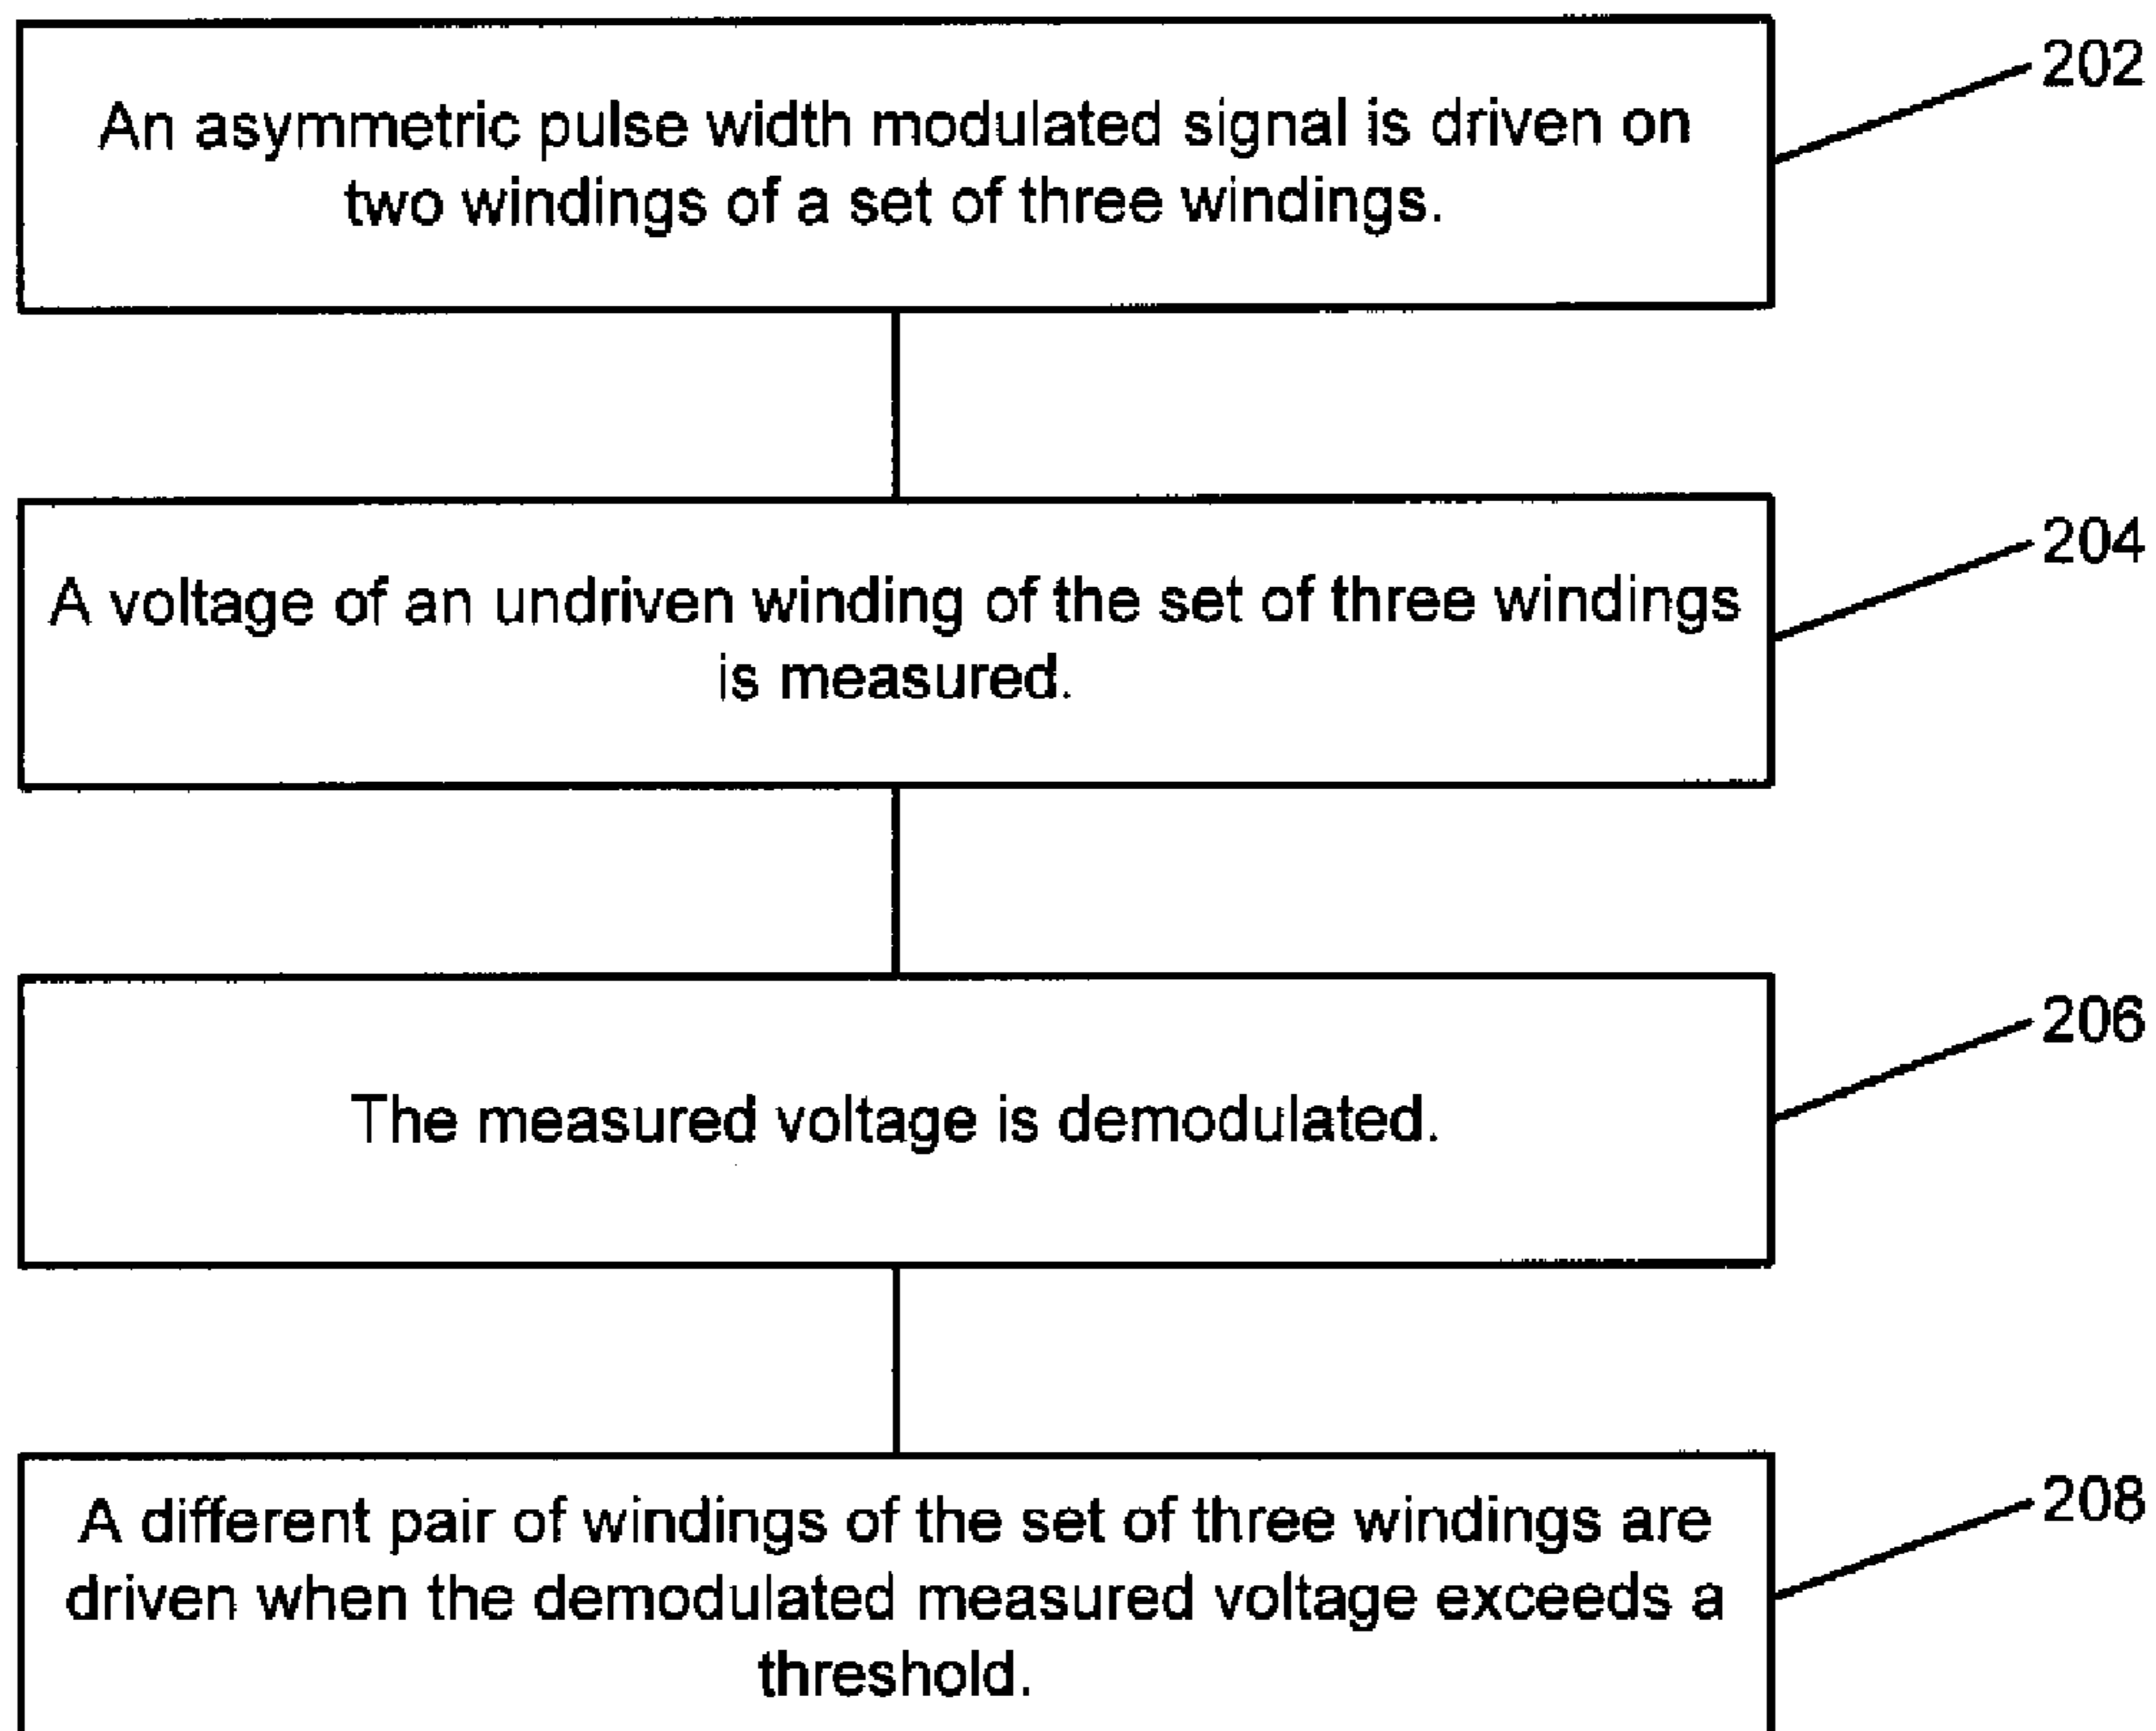 An asymmetric pulse width modulated signal is driven on
two windings of a set of three windings.
202
A voltage of an undriven winding of the set of three windings
is measured.
204
The measured voltage is demodulated.
206
A different pair of windings of the set of three windings are
driven when the demodulated measured voltage exceeds a
threshold.
208